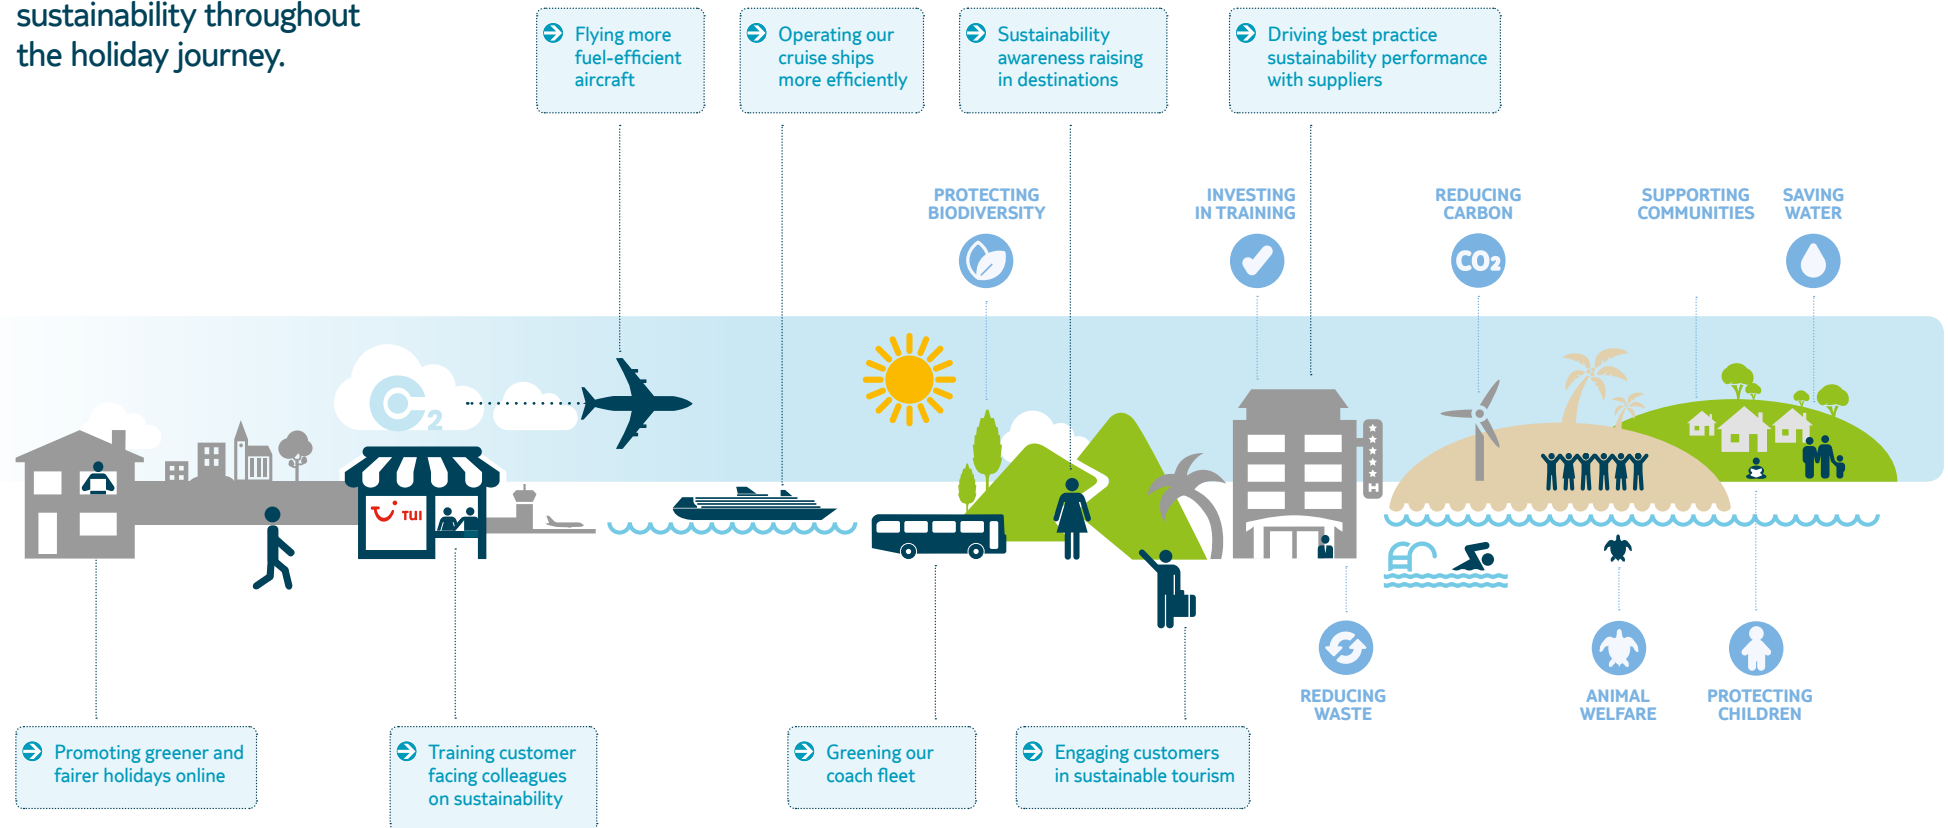 sustainability throughout
the holiday journey.
Flying more
fuel-efficient
aircraft
Operating our
cruise ships
more efficiently
Sustainability
awareness raising
in destinations
Driving best practice
sustainability performance
with suppliers
PROTECTING
BIODIVERSITY
INVESTING
IN TRAINING
REDUCING
CARBON
CO2
SUPPORTING
COMMUNITIES
SAVING
WATER
C2
TUI
H
REDUCING
WASTE
ANIMAL
WELFARE
PROTECTING
CHILDREN
Promoting greener and
fairer holidays online
Training customer
facing colleagues
on sustainability
Greening our
coach fleet
Engaging customers
in sustainable tourism